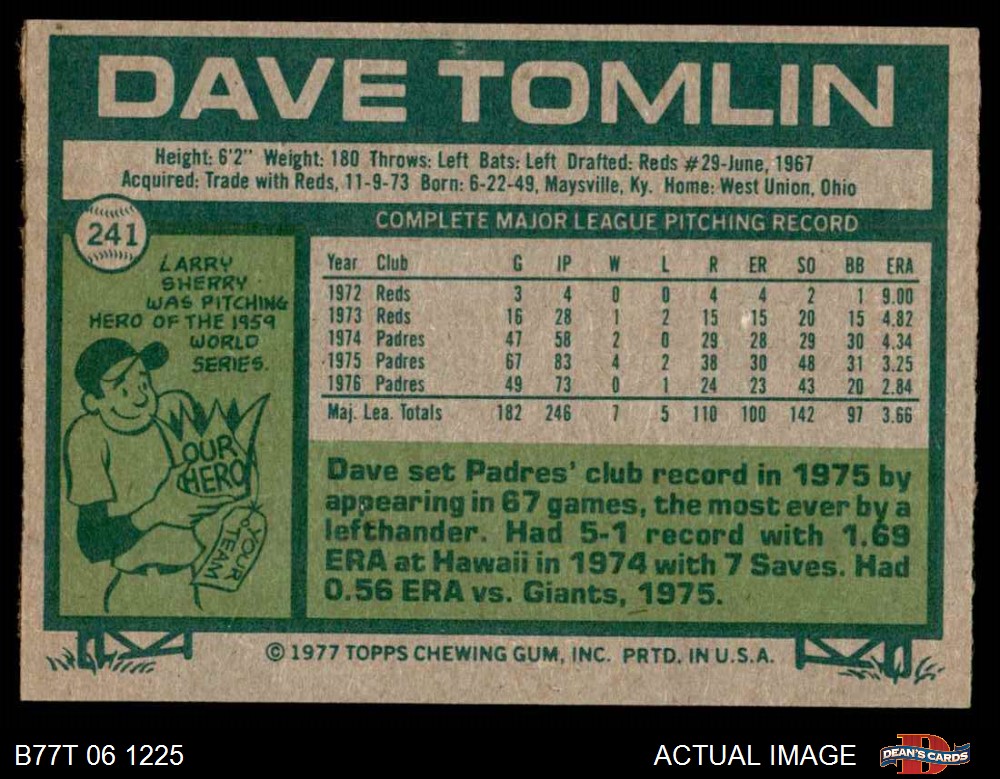 DAVE TOMLIN
Height: 6'2" Weight: 180 Throws: Left Bats: Left Drafted: Reds #29-June, 1967
Acquired: Trade with Reds, 11-9-73 Born: 6-22-49, Maysville, Ky. Home: West Union, Ohio
241
COMPLETE MAJOR LEAGUE PITCHING RECORD
LARRY
SHERRY
WAS PITCHING
HERO OF THE 1959
WORLD
SERIES.
OUR
HERO
YOUR
TEAM
Year Club G IP W L R ER SO BB ERA
1972 Reds 3 4 0 0 4 4 2 1 9.00
1973 Reds 16 28 1 2 15 15 20 15 4.82
1974 Padres 47 58 2 0 29 28 29 30 4.34
1975 Padres 67 83 4 2 38 30 48 31 3.25
1976 Padres 49 73 0 1 24 23 43 20 2.84
Maj. Lea. Totals 182 246 7 5 110 100 142 97 3.66
Dave set Padres' club record in 1975 by
appearing in 67 games, the most ever by a
lefthander. Had 5-1 record with 1.69
ERA at Hawaii in 1974 with 7 Saves. Had
0.56 ERA vs. Giants, 1975.
© 1977 TOPPS CHEWING GUM, INC. PRTD. IN U.S.A.
B77T 06 1225
ACTUAL IMAGE
DEAN'S CARDS